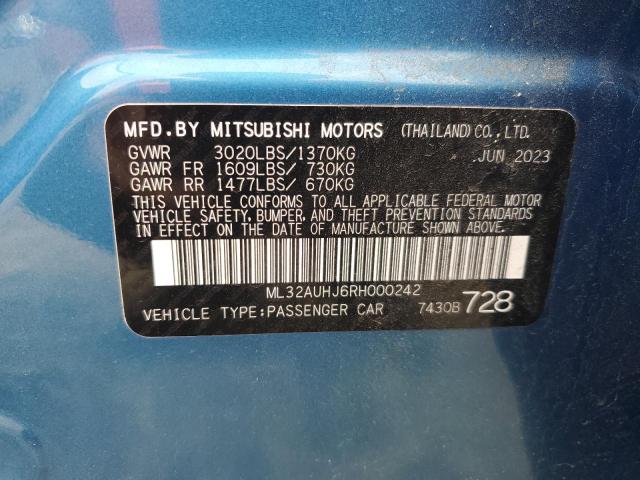 MFD.BY MITSUBISHI MOTORS (THAILAND)CO.,LTD.
GVWR 3020LBS/1370KG JUN 2023
GAWR FR 1609LBS/ 730KG
GAWR RR 1477LBS/ 670KG
THIS VEHICLE CONFORMS TO ALL APPLICABLE FEDERAL MOTOR
VEHICLE SAFETY, BUMPER, AND THEFT PREVENTION STANDARDS
IN EFFECT ON THE DATE OF MANUFACTURE SHOWN ABOVE.
ML32AUHJ6RH000242
VEHICLE TYPE:PASSENGER CAR 7430B 728